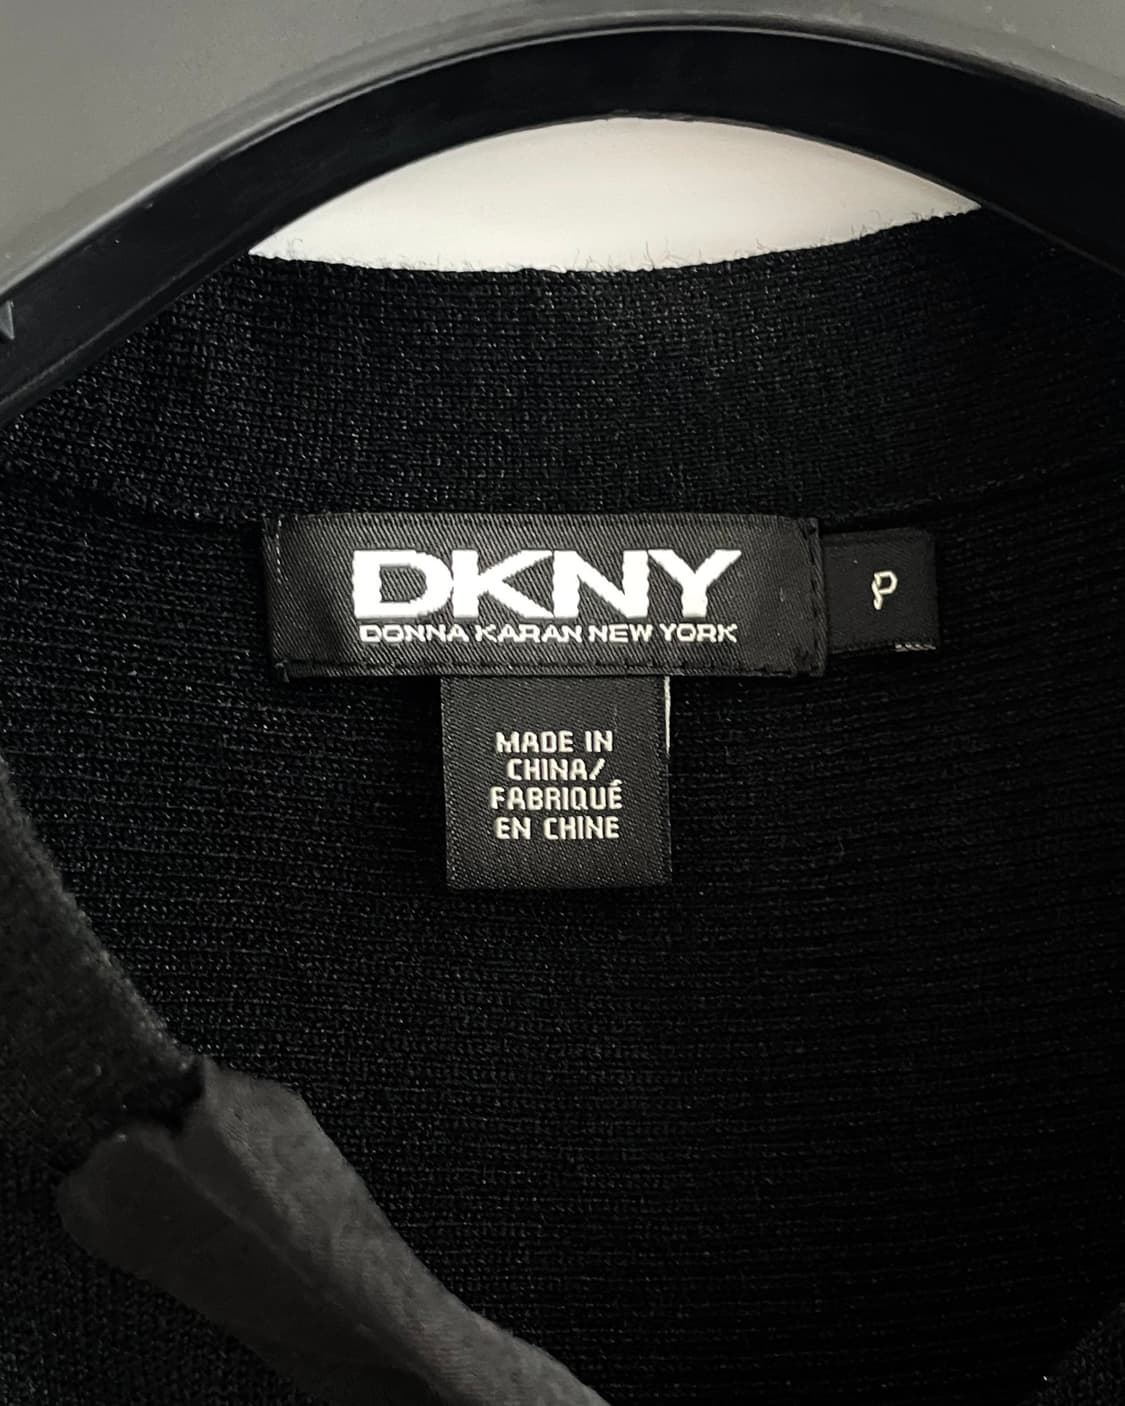 DKNY
DONNA KARAN NEW YORK
P
MADE IN
CHINA/
FABRIQUÉ
EN CHINE